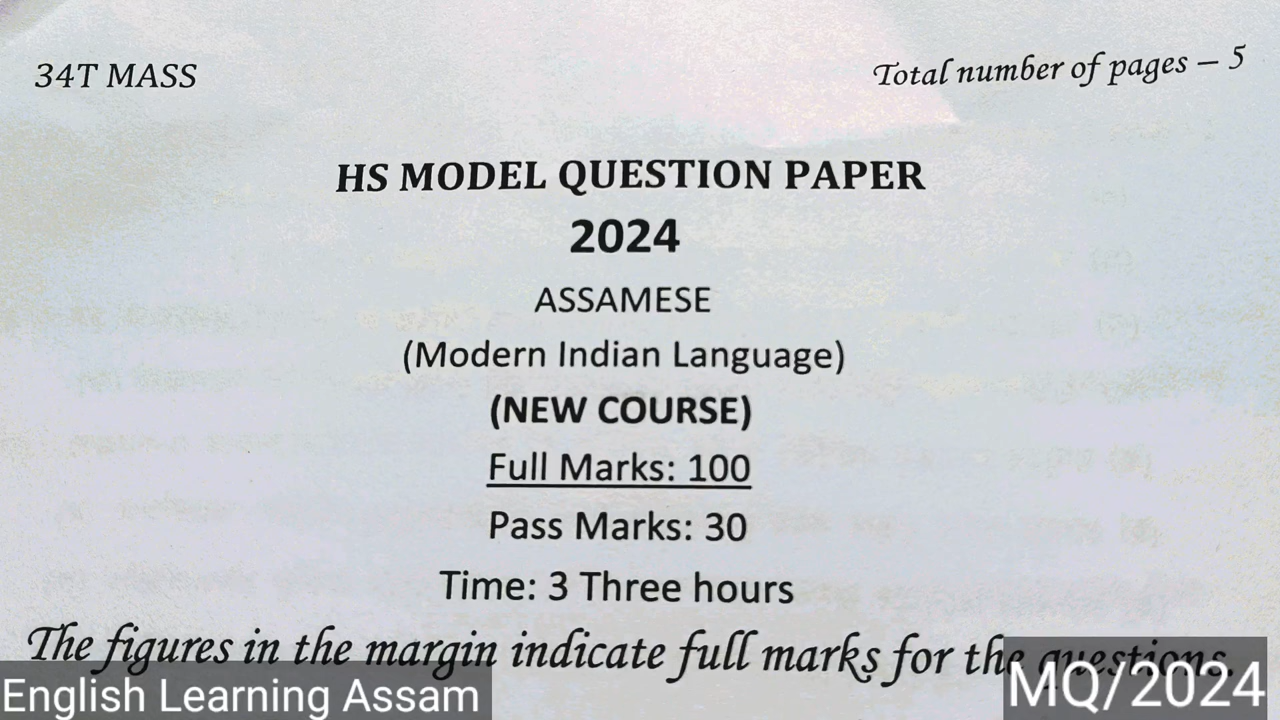 34T MASS
Total number of pages – 5
HS MODEL QUESTION PAPER
2024
ASSAMESE
(Modern Indian Language)
(NEW COURSE)
Full Marks: 100
Pass Marks: 30
Time: 3 Three hours
The figures in the margin indicate full marks for the questions.
English Learning Assam
MQ/2024